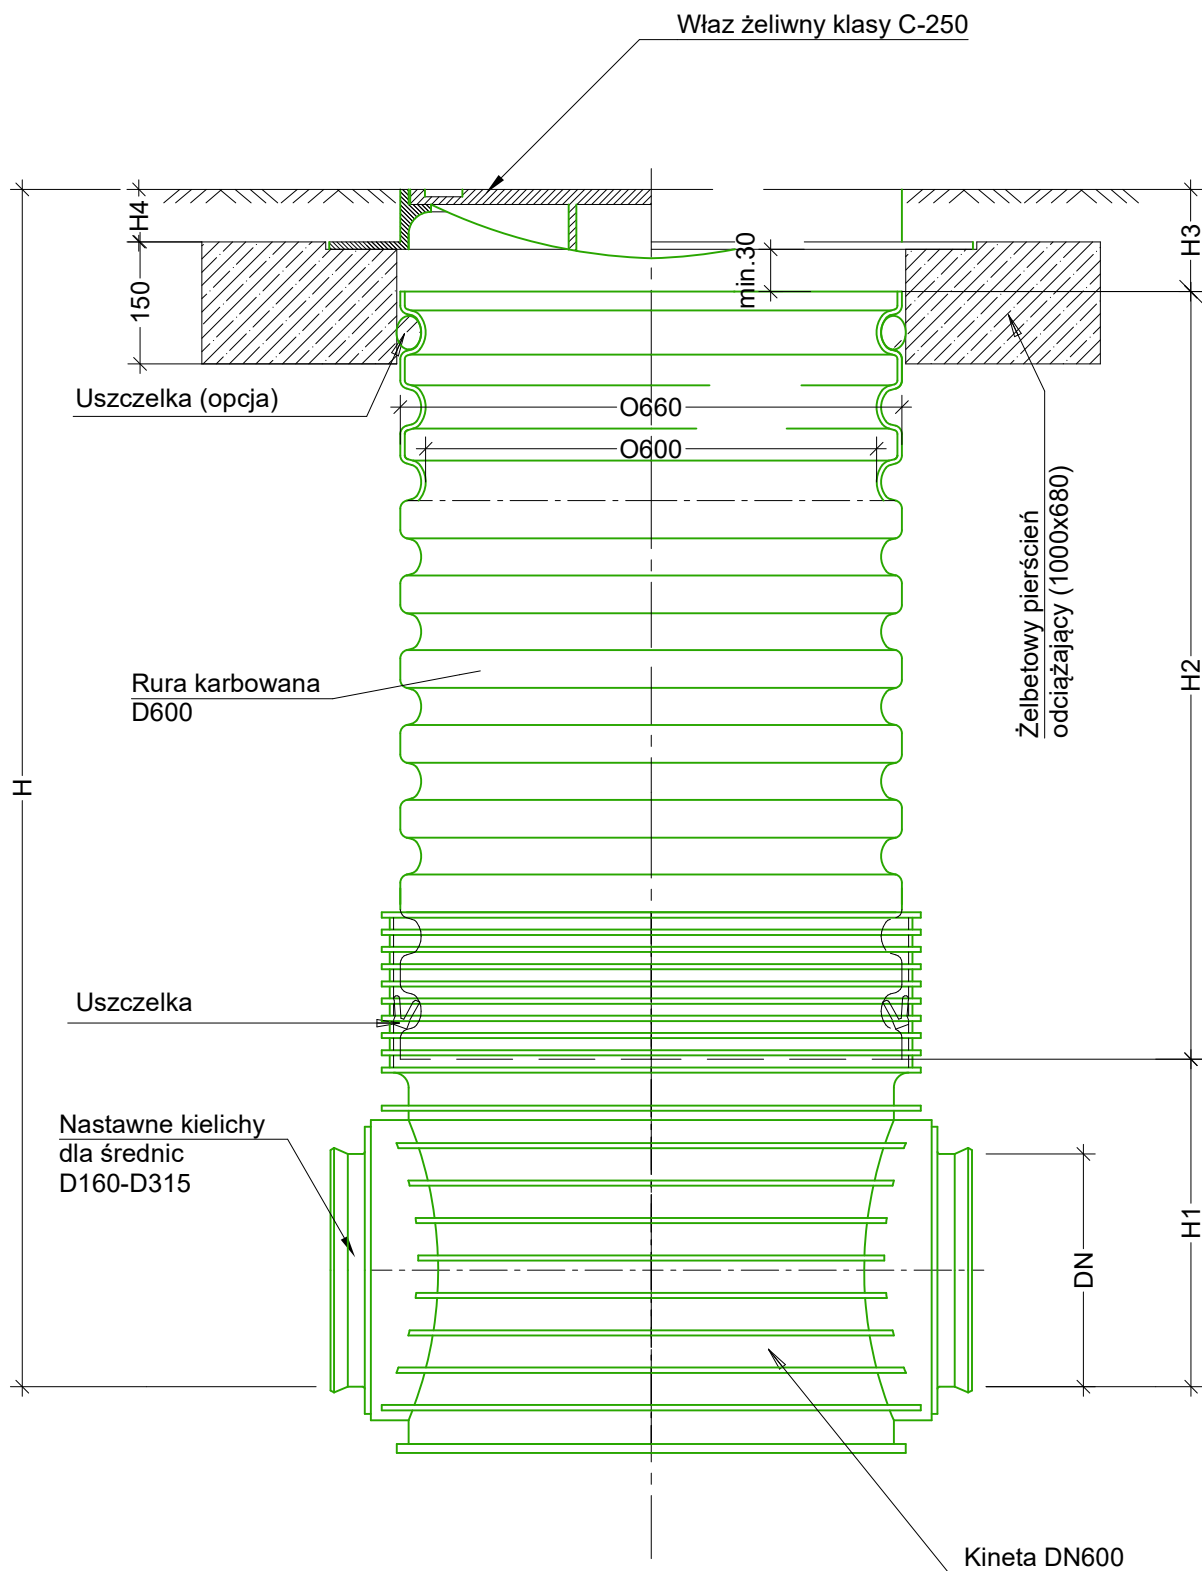 Właz żeliwny klasy C-250
H4
H3
150
min.30
Uszczelka (opcja)
O660
O600
Żelbetowy pierścień
odciążający (1000x680)
Rura karbowana
D600
H2
H
Uszczelka
Nastawne kielichy
dla średnic
D160-D315
H1
DN
Kineta DN600